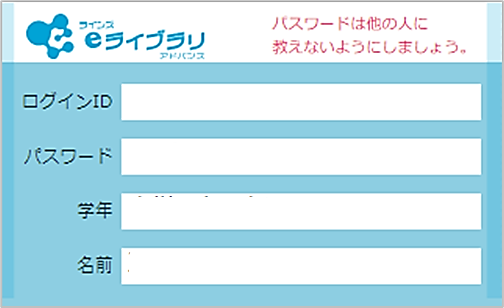 ラインズ
eライブラリ
アドバンス
パスワードは他の人に
教えないようにしましょう。
ログインID
パスワード
学年
名前